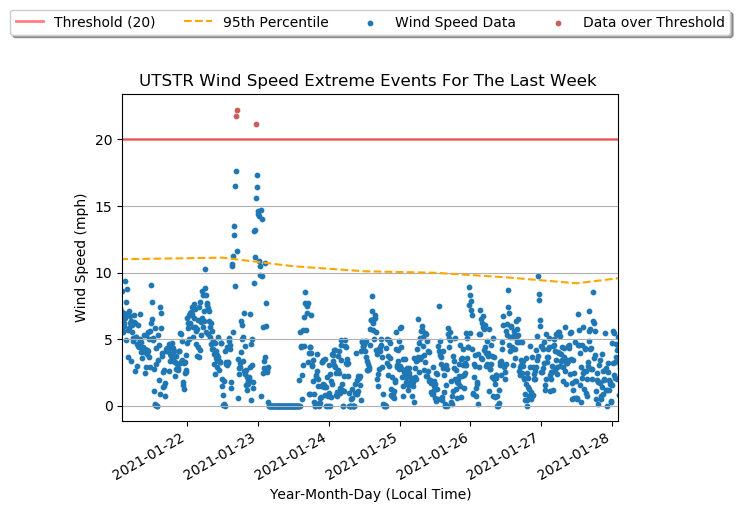 Threshold (20) 95th Percentile Wind Speed Data Data over Threshold
UTSTR Wind Speed Extreme Events For The Last Week
20
15
10
5
0
Wind Speed (mph)
2021-01-22 2021-01-23 2021-01-24 2021-01-25 2021-01-26 2021-01-27 2021-01-28
Year-Month-Day (Local Time)